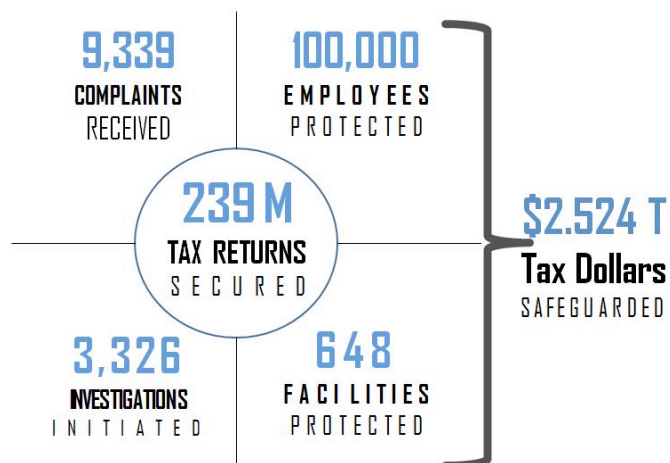 9,339
COMPLAINTS
RECEIVED
100,000
EMPLOYEES
PROTECTED
239 M
TAX RETURNS
SECURED
$2.524 T
Tax Dollars
SAFEGUARDED
3,326
INVESTIGATIONS
INITIATED
648
FACILITIES
PROTECTED